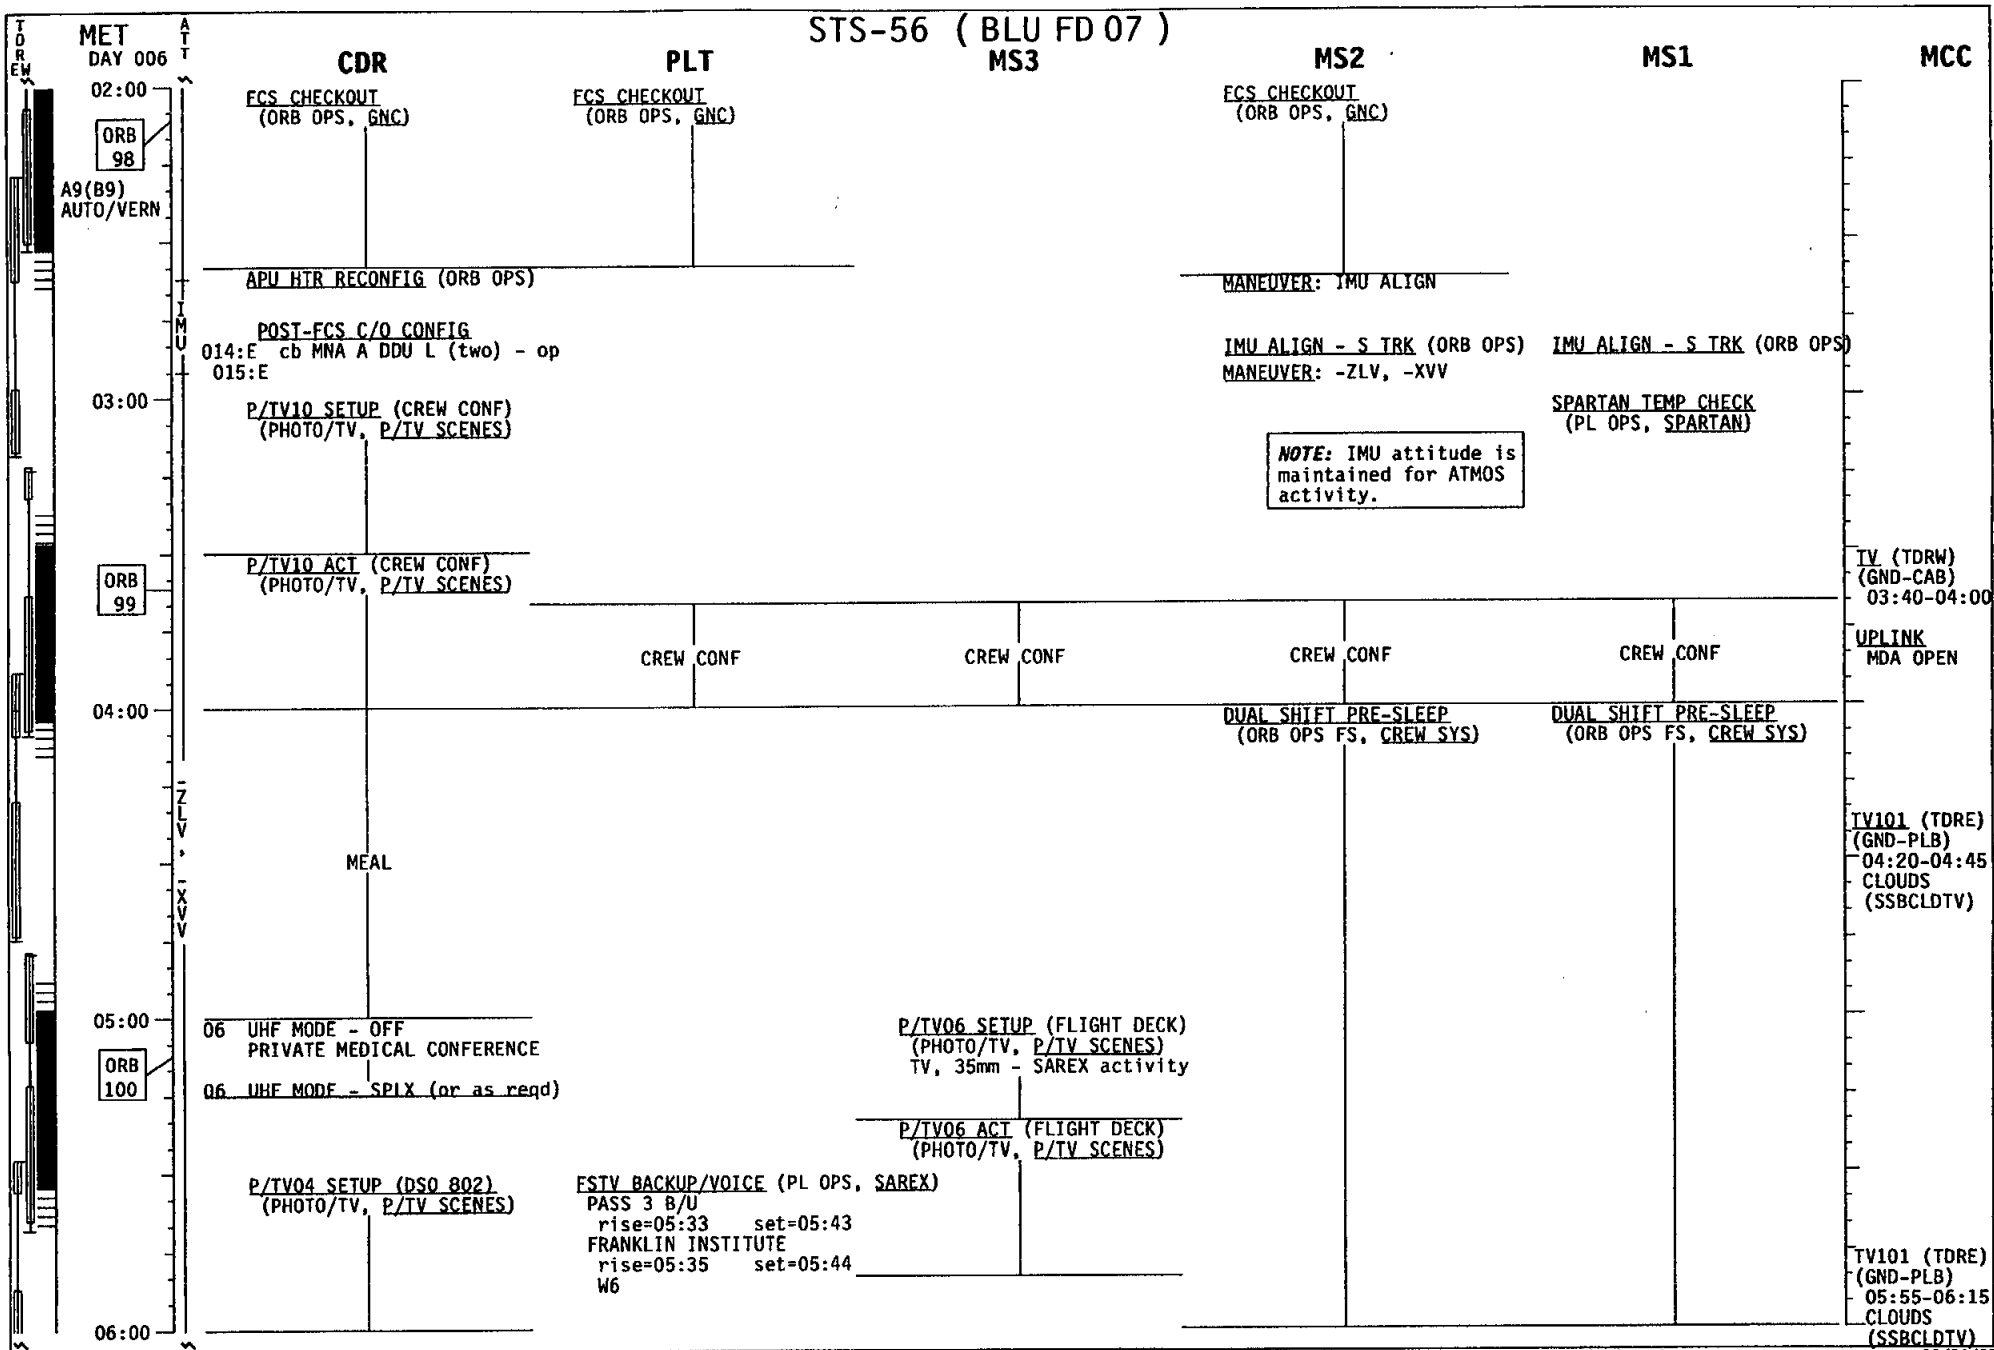 STS-56 ( BLU FD 07 )
TDRE W
MET
DAY 006
ATT
CDR
PLT
MS3
MS2
MS1
MCC
02:00
ORB
98
A9(B9)
AUTO/VERN
IMU
03:00
ORB
99
04:00
-ZLV, -XVV
05:00
ORB
100
06:00
FCS CHECKOUT
(ORB OPS, GNC)
APU HTR RECONFIG (ORB OPS)
POST-FCS C/O CONFIG
014:E cb MNA A DDU L (two) - op
015:E
P/TV10 SETUP (CREW CONF)
(PHOTO/TV, P/TV SCENES)
P/TV10 ACT (CREW CONF)
(PHOTO/TV, P/TV SCENES)
MEAL
06 UHF MODE - OFF
PRIVATE MEDICAL CONFERENCE
06 UHF MODE - SPLX (or as reqd)
P/TV04 SETUP (DSO 802)
(PHOTO/TV, P/TV SCENES)
FCS CHECKOUT
(ORB OPS, GNC)
CREW CONF
FSTV BACKUP/VOICE (PL OPS, SAREX)
PASS 3 B/U
rise=05:33 set=05:43
FRANKLIN INSTITUTE
rise=05:35 set=05:44
W6
CREW CONF
P/TV06 SETUP (FLIGHT DECK)
(PHOTO/TV, P/TV SCENES)
TV, 35mm - SAREX activity
P/TV06 ACT (FLIGHT DECK)
(PHOTO/TV, P/TV SCENES)
FCS CHECKOUT
(ORB OPS, GNC)
MANEUVER: IMU ALIGN
IMU ALIGN - S TRK (ORB OPS)
MANEUVER: -ZLV, -XVV
NOTE: IMU attitude is
maintained for ATMOS
activity.
CREW CONF
DUAL SHIFT PRE-SLEEP
(ORB OPS FS, CREW SYS)
IMU ALIGN - S TRK (ORB OPS)
SPARTAN TEMP CHECK
(PL OPS, SPARTAN)
CREW CONF
DUAL SHIFT PRE-SLEEP
(ORB OPS FS, CREW SYS)
TV (TDRW)
(GND-CAB)
03:40-04:00
UPLINK
MDA OPEN
TV101 (TDRE)
(GND-PLB)
04:20-04:45
CLOUDS
(SSBCLDTV)
TV101 (TDRE)
(GND-PLB)
05:55-06:15
CLOUDS
(SSBCLDTV)